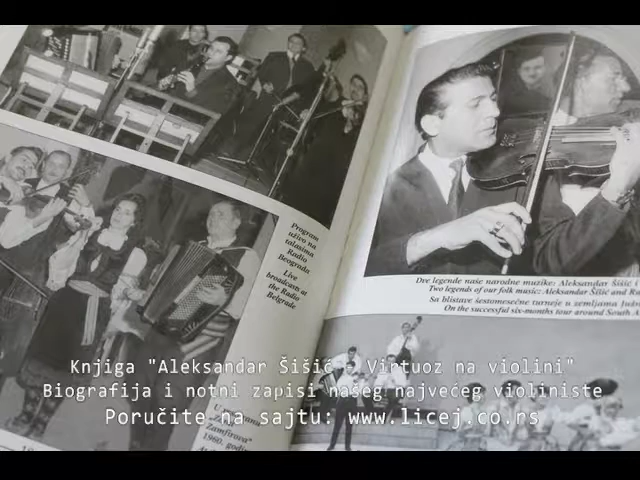 Program
uživo na
talasima
Radio
Beograda
Live
broadcasts at
the Radio
Belgrade
Dve legende naše narodne muzike: Aleksandar Šišić i
Two legends of our folk music: Aleksandar Šišić and
Sa blistave šestomesečne turneje u zemljama
On the successful six-months tour around South
Knjiga "Aleksandar Šišić - Virtuoz na violini"
Biografija i notni zapisi našeg najvećeg violiniste
Poručite na sajtu: www.licej.co.rs
Zamfirova"
1960.